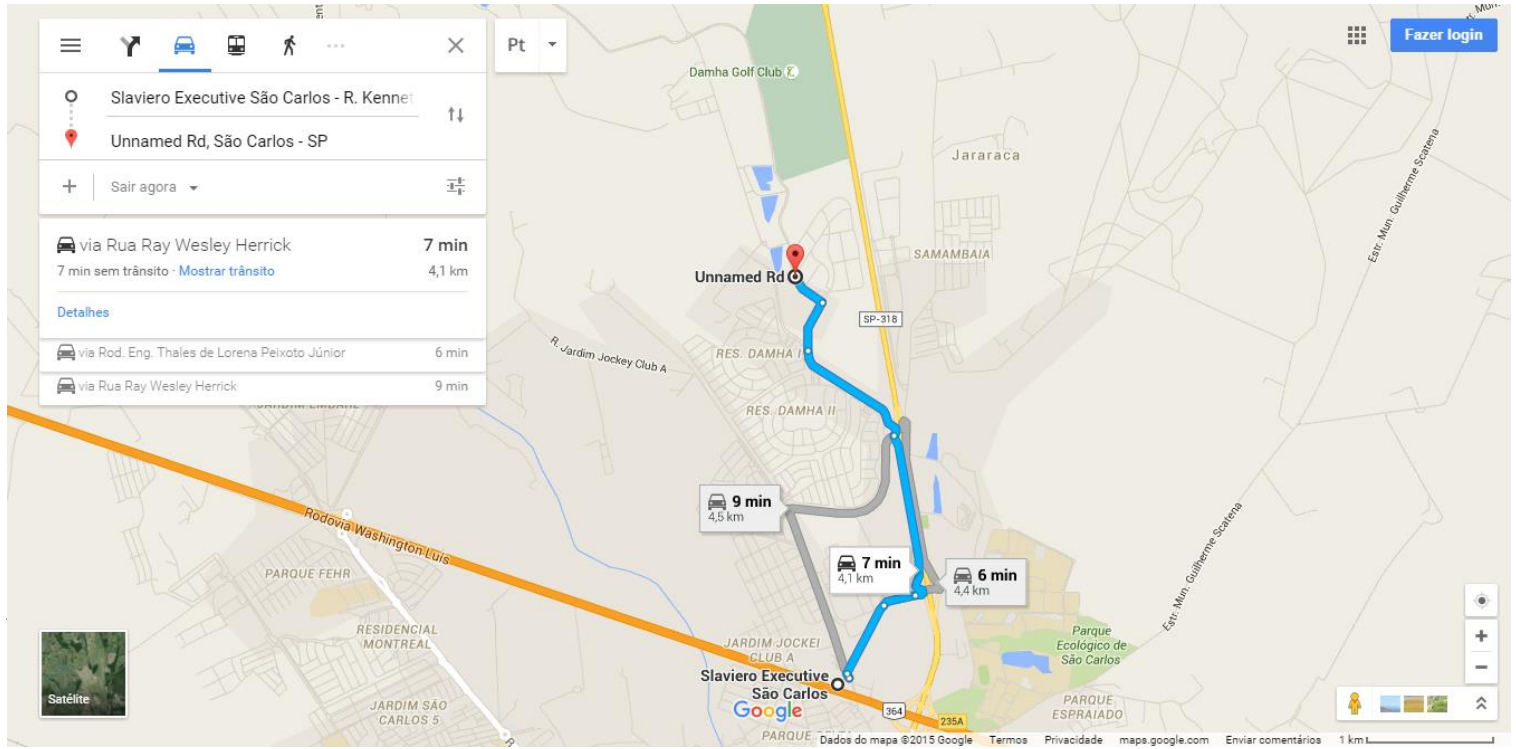 Slaviero Executive São Carlos - R. Kennet
Unnamed Rd, São Carlos - SP
Sair agora
via Rua Ray Wesley Herrick 7 min
7 min sem trânsito · Mostrar trânsito 4,1 km
Detalhes
via Rod. Eng. Thales de Lorena Peixoto Júnior 6 min
via Rua Ray Wesley Herrick 9 min
Pt
Fazer login
Damha Golf Club
Jararaca
Estr. Mun. Guilherme Scatena
SAMAMBAIA
Unnamed Rd
SP-318
R. Jardim Jockey Club A
RES. DAMHA I
RES. DAMHA II
JARDIM EMBARÉ
9 min
4,5 km
Rodovia Washington Luís
7 min
4,1 km
6 min
4,4 km
PARQUE FEHR
Estr. Mun. Guilherme Scatena
RESIDENCIAL
MONTREAL
JARDIM JOCKEI
CLUB A
Parque
Ecológico de
São Carlos
Slaviero Executive
São Carlos
Satélite
JARDIM SÃO
CARLOS 5
Google
364
235A
PARQUE
ESPRAIADO
Dados do mapa ©2015 Google Termos Privacidade maps.google.com Enviar comentários 1 km